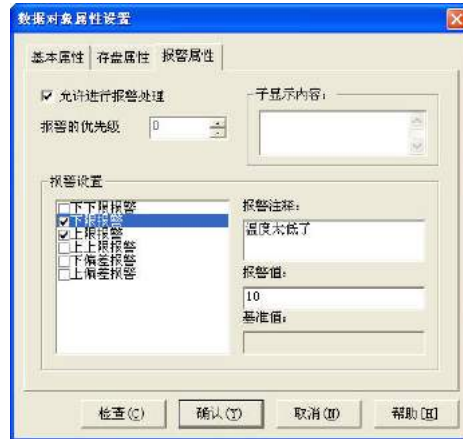 数据对象属性设置
基本属性 存盘属性 报警属性
允许进行报警处理
报警的优先级 0
子显示内容:
报警设置
下下限报警
下限报警
上限报警
上上限报警
下偏差报警
上偏差报警
报警注释:
温度太低了
报警值:
10
基准值:
检查(C) 确认(Y) 取消(N) 帮助[H]